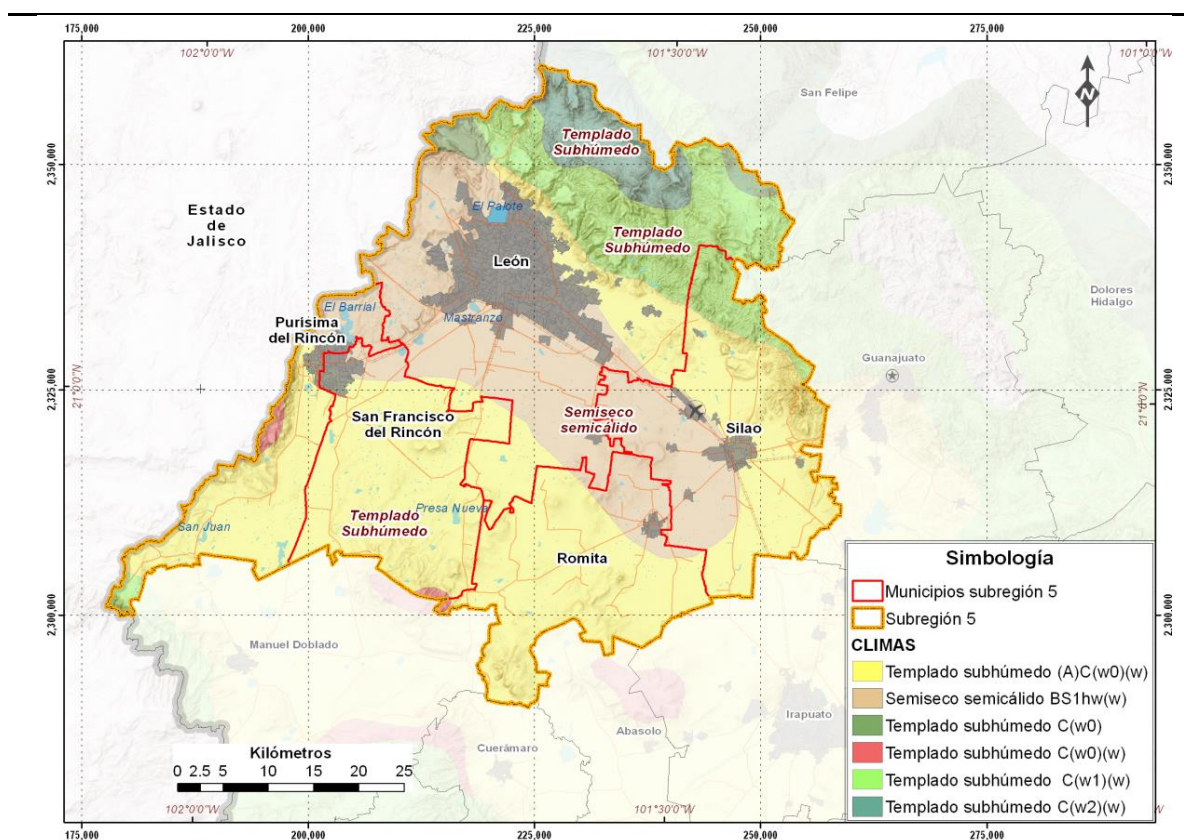 175,000
200,000
225,000
250,000
275,000
102°0'0"W
101°30'0"W
101°0'0"W
San Felipe
N
Templado
Subhúmedo
2,350,000
2,350,000
El Palote
Estado
de
Jalisco
Templado
Subhúmedo
León
Dolores
Hidalgo
El Barrial
Mastranzo
Purísima
del Rincón
Guanajuato
2,325,000
21°0'0"N
2,325,000
21°0'0"N
San Francisco
del Rincón
Semiseco
semicálido
Silao
San Juan
Presa Nueva
Templado
Subhúmedo
Romita
2,300,000
2,300,000
Manuel Doblado
Irapuato
Abasolo
Cuerámaro
Simbología
Municipios subregión 5
Subregión 5
CLIMAS
Templado subhúmedo (A)C(w0)(w)
Semiseco semicálido BS1hw(w)
Templado subhúmedo C(w0)
Templado subhúmedo C(w0)(w)
Templado subhúmedo C(w1)(w)
Templado subhúmedo C(w2)(w)
Kilómetros
0 2.5 5 10 15 20 25
102°0'0"W
101°30'0"W
175,000
200,000
225,000
250,000
275,000